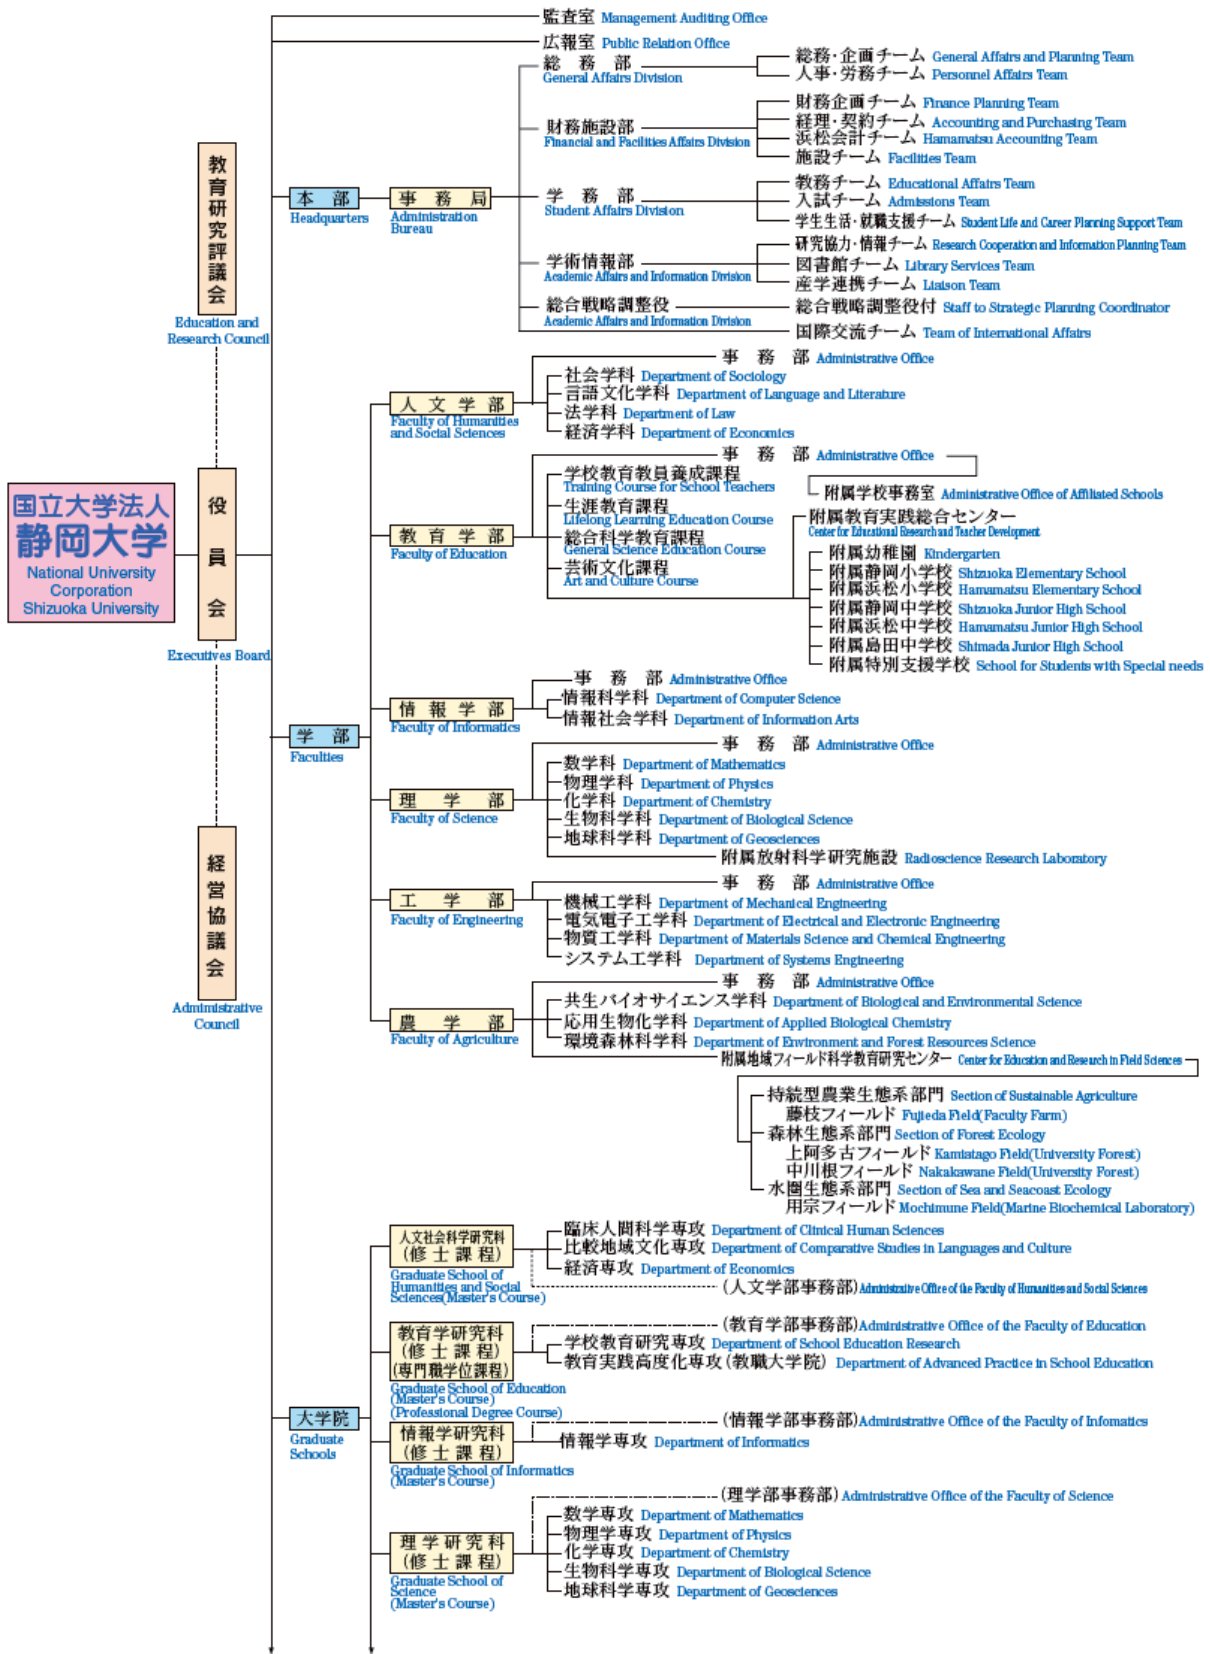 監査室 Management Auditing Office
広報室 Public Relation Office
総務部
General Affairs Division
総務・企画チーム General Affairs and Planning Team
人事・労務チーム Personnel Affairs Team
財務施設部
Financial and Facilities Affairs Division
財務企画チーム Finance Planning Team
経理・契約チーム Accounting and Purchasing Team
浜松会計チーム Hamamatsu Accounting Team
施設チーム Facilities Team
教育研究評議会
Education and
Research Council
本部
Headquarters
事務局
Administration
Bureau
学務部
Student Affairs Division
教務チーム Educational Affairs Team
入試チーム Admissions Team
学生生活・就職支援チーム Student Life and Career Planning Support Team
学術情報部
Academic Affairs and Information Division
研究協力・情報チーム Research Cooperation and Information Planning Team
図書館チーム Library Services Team
産学連携チーム Liaison Team
総合戦略調整役
Academic Affairs and Information Division
総合戦略調整役付 Staff to Strategic Planning Coordinator
国際交流チーム Team of International Affairs
国立大学法人
静岡大学
National University
Corporation
Shizuoka University
役員会
Executives Board
経営協議会
Admimistrative
Council
学部
Faculties
人文学部
Faculty of Humanities
and Social Sciences
事務部 Administrative Office
社会学科 Department of Sociology
言語文化学科 Department of Language and Literature
法学科 Department of Law
経済学科 Department of Economics
教育学部
Faculty of Education
事務部 Administrative Office
附属学校事務室 Administrative Office of Affiliated Schools
学校教育教員養成課程
Training Course for School Teachers
生涯教育課程
Lifelong Learning Education Course
総合科学教育課程
General Science Education Course
芸術文化課程
Art and Culture Course
附属教育実践総合センター
Center for Educational Research and Teacher Development
附属幼稚園 Kindergarten
附属静岡小学校 Shizuoka Elementary School
附属浜松小学校 Hamamatsu Elementary School
附属静岡中学校 Shizuoka Junior High School
附属浜松中学校 Hamamatsu Junior High School
附属島田中学校 Shimada Junior High School
附属特別支援学校 School for Students with Special needs
情報学部
Faculty of Informatics
事務部 Administrative Office
情報科学科 Department of Computer Science
情報社会学科 Department of Information Arts
理学部
Faculty of Science
事務部 Administrative Office
数学科 Department of Mathematics
物理学科 Department of Physics
化学科 Department of Chemistry
生物科学科 Department of Biological Science
地球科学科 Department of Geosciences
附属放射科学研究施設 Radioscience Research Laboratory
工学部
Faculty of Engineering
事務部 Administrative Office
機械工学科 Department of Mechanical Engineering
電気電子工学科 Department of Electrical and Electronic Engineering
物質工学科 Department of Materials Science and Chemical Engineering
システム工学科 Department of Systems Engineering
農学部
Faculty of Agriculture
事務部 Administrative Office
共生バイオサイエンス学科 Department of Biological and Environmental Science
応用生物化学科 Department of Applied Biological Chemistry
環境森林科学科 Department of Environment and Forest Resources Science
附属地域フィールド科学教育研究センター Center for Education and Research in Field Sciences
持続型農業生態系部門 Section of Sustainable Agriculture
藤枝フィールド Fujieda Field(Faculty Farm)
森林生態系部門 Section of Forest Ecology
上阿多古フィールド Kamiatago Field(University Forest)
中川根フィールド Nakakawane Field(University Forest)
水圏生態系部門 Section of Sea and Seacoast Ecology
用宗フィールド Mochimune Field(Marine Biochemical Laboratory)
大学院
Graduate
Schools
人文社会科学研究科
(修士課程)
Graduate School of
Humanities and Social
Sciences(Master's Course)
臨床人間科学専攻 Department of Clinical Human Sciences
比較地域文化専攻 Department of Comparative Studies in Languages and Culture
経済専攻 Department of Economics
(人文学部事務部)Administrative Office of the Faculty of Humanities and Social Sciences
教育学研究科
(修士課程)
(専門職学位課程)
Graduate School of Education
(Master's Course)
(Professional Degree Course)
(教育学部事務部)Administrative Office of the Faculty of Education
学校教育研究専攻 Department of School Education Research
教育実践高度化専攻(教職大学院) Department of Advanced Practice in School Education
情報学研究科
(修士課程)
Graduate School of Informatics
(Master's Course)
(情報学部事務部)Administrative Office of the Faculty of Infomatics
情報学専攻 Department of Informatics
理学研究科
(修士課程)
Graduate School of
Science
(Master's Course)
(理学部事務部)Administrative Office of the Faculty of Science
数学専攻 Department of Mathematics
物理学専攻 Department of Physics
化学専攻 Department of Chemistry
生物科学専攻 Department of Biological Science
地球科学専攻 Department of Geosciences